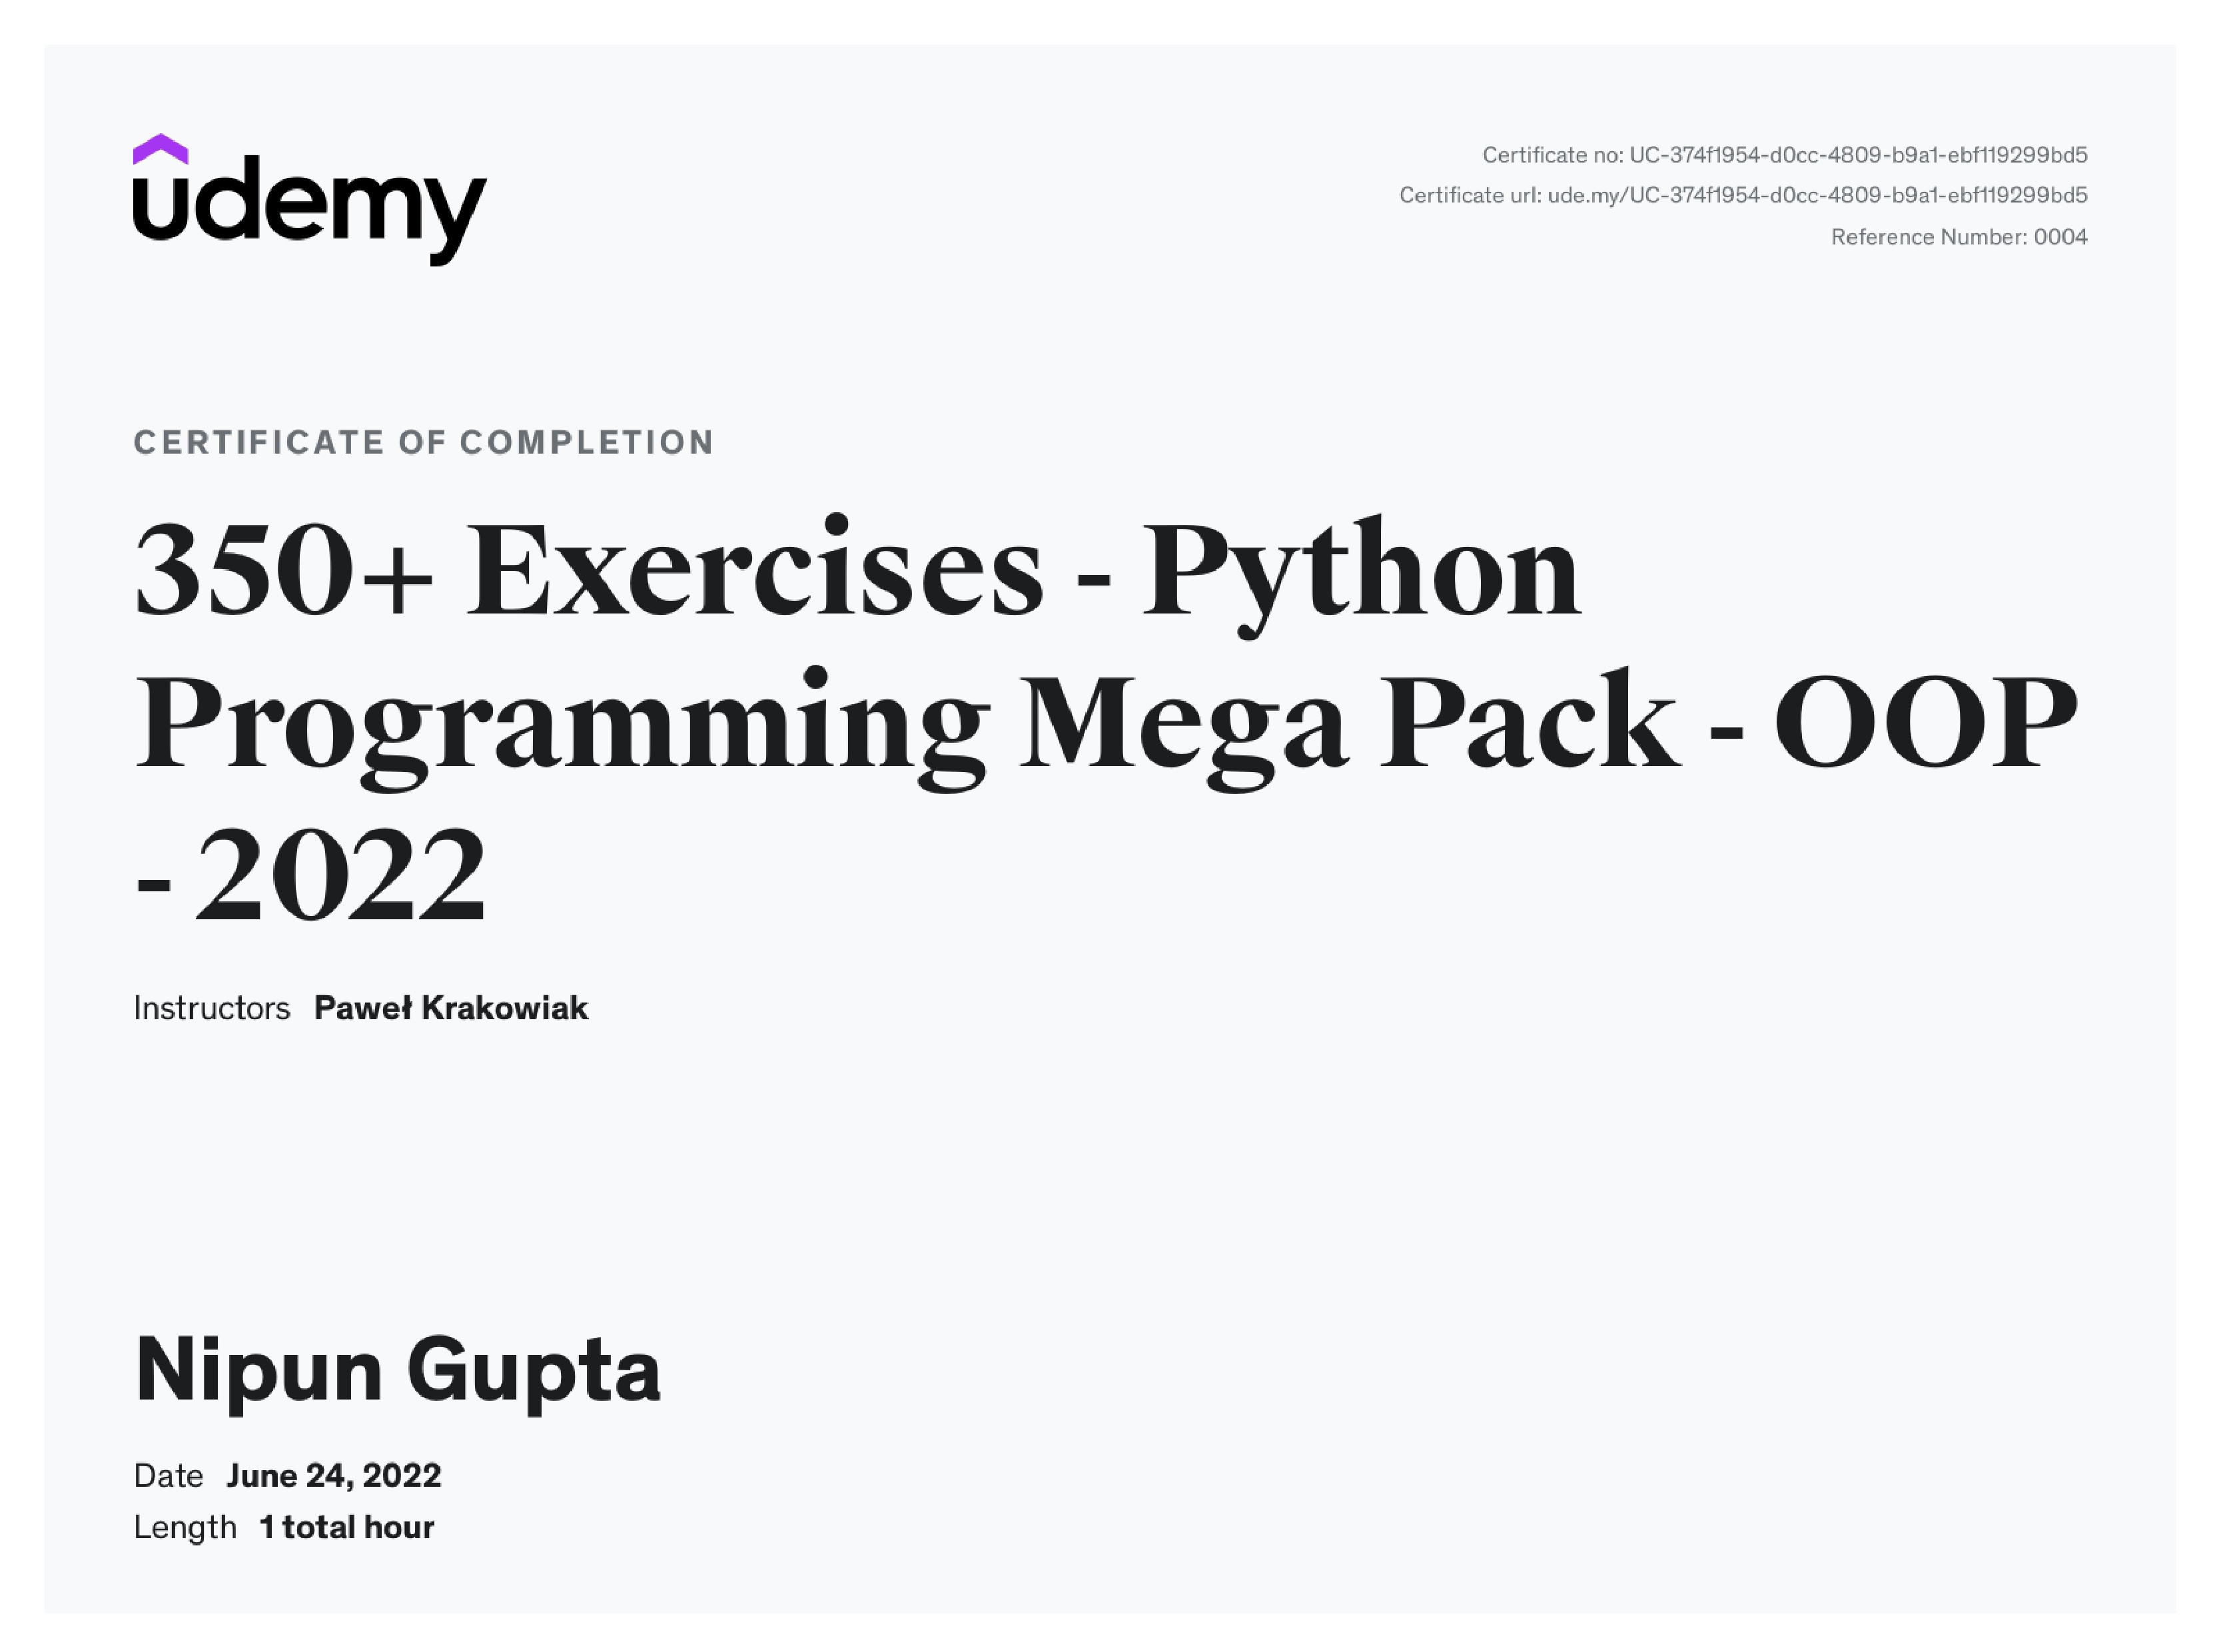 udemy
Certificate no: UC-374f1954-d0cc-4809-b9a1-ebf119299bd5
Certificate url: ude.my/UC-374f1954-d0cc-4809-b9a1-ebf119299bd5
Reference Number: 0004
CERTIFICATE OF COMPLETION
350+ Exercises - Python
Programming Mega Pack - OOP
- 2022
Instructors Paweł Krakowiak
Nipun Gupta
Date June 24, 2022
Length 1 total hour